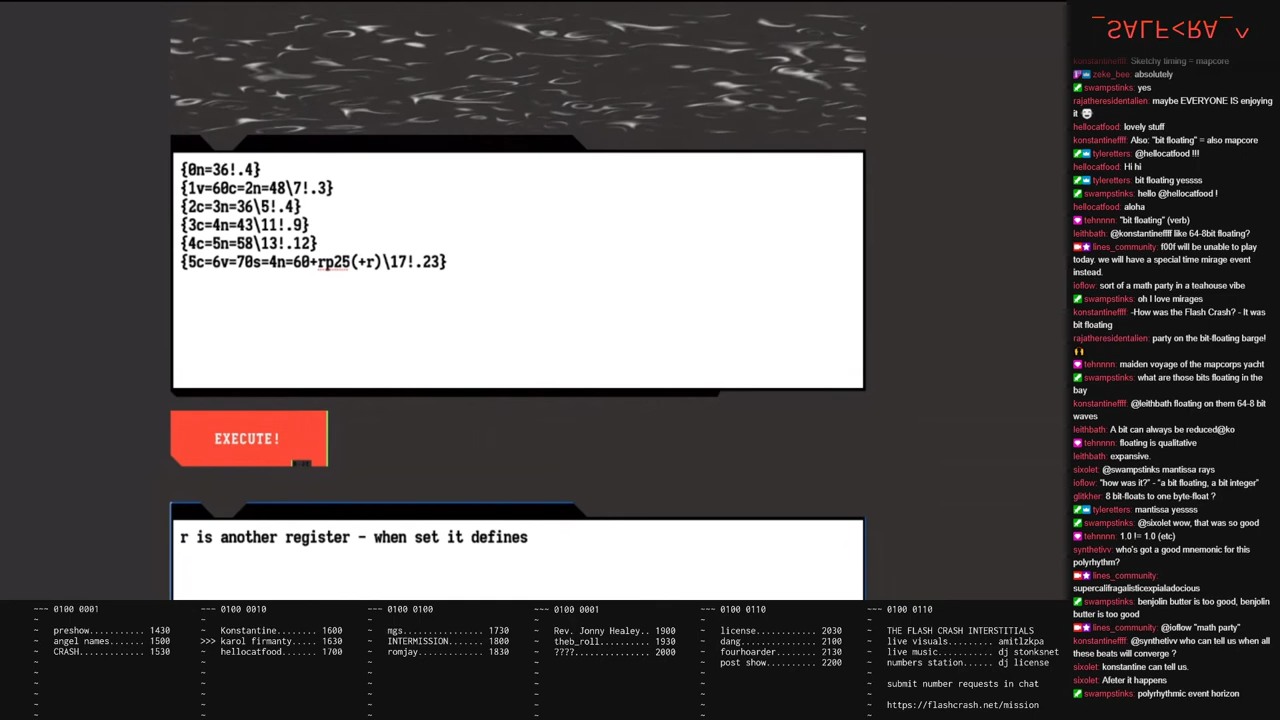 {0n=36!.4}
{1v=60c=2n=48\7!.3}
{2c=3n=36\5!.4}
{3c=4n=43\11!.9}
{4c=5n=58\13!.12}
{5c=6v=70s=4n=60+rp25(+r)\17!.23}
EXECUTE!
r is another register - when set it defines
_SALF<RA_^
konstantineffff: Sketchy timing = mapcore
zeke_bee: absolutely
swampstinks: yes
rajatheresidentalien: maybe EVERYONE IS enjoying
it
hellocatfood: lovely stuff
konstantineffff: Also: "bit floating" = also mapcore
tyleretters: @hellocatfood !!!
hellocatfood: Hi hi
tyleretters: bit floating yessss
swampstinks: hello @hellocatfood !
hellocatfood: aloha
tehnnnn: "bit floating" (verb)
leithbath: @konstantineffff like 64-8bit floating?
lines_community: f00f will be unable to play
today. we will have a special time mirage event
instead.
ioflow: sort of a math party in a teahouse vibe
swampstinks: oh I love mirages
konstantineffff: -How was the Flash Crash? - It was
bit floating
rajatheresidentalien: party on the bit-floating barge!
tehnnnn: maiden voyage of the mapcorps yacht
swampstinks: what are those bits floating in the
bay
konstantineffff: @leithbath floating on them 64-8 bit
waves
leithbath: A bit can always be reduced@ko
tehnnnn: floating is qualitative
leithbath: expansive.
sixolet: @swampstinks mantissa rays
ioflow: "how was it?" - "a bit floating, a bit integer"
glitkher: 8 bit-floats to one byte-float ?
tyleretters: mantissa yessss
swampstinks: @sixolet wow, that was so good
tehnnnn: 1.0 != 1.0 (etc)
synthetivv: who's got a good mnemonic for this
polyrhythm?
lines_community:
supercalifragalisticexpialadocious
swampstinks: benjolin butter is too good, benjolin
butter is too good
lines_community: @ioflow "math party"
konstantineffff: @synthetivv who can tell us when all
these beats will converge ?
sixolet: konstantine can tell us.
sixolet: Afeter it happens
swampstinks: polyrhythmic event horizon
~~~ 0100 0001
~
~ preshow.......... 1430
~ angel names...... 1500
~ CRASH............ 1530
~
~
~
~
~
~~~ 0100 0010
~
~ Konstantine....... 1600
>>> karol firmanty.... 1630
~ hellocatfood...... 1700
~
~
~
~
~
~~~ 0100 0100
~
~ mgs.............. 1730
~ INTERMISSION..... 1800
~ romjay........... 1830
~
~
~
~
~
~~~ 0100 0001
~
~ Rev. Jonny Healey.. 1900
~ theb_roll.......... 1930
~ ????............... 2000
~
~
~
~
~
~~~ 0100 0110
~
~ license.......... 2030
~ dang............. 2100
~ fourhoarder...... 2130
~ post show........ 2200
~
~
~
~
~~~ 0100 0110
~
~ THE FLASH CRASH INTERSTITIALS
~ live visuals......... amitlzkpa
~ live music......... dj stonksnet
~ numbers station...... dj license
~
~ submit number requests in chat
~
~ https://flashcrash.net/mission